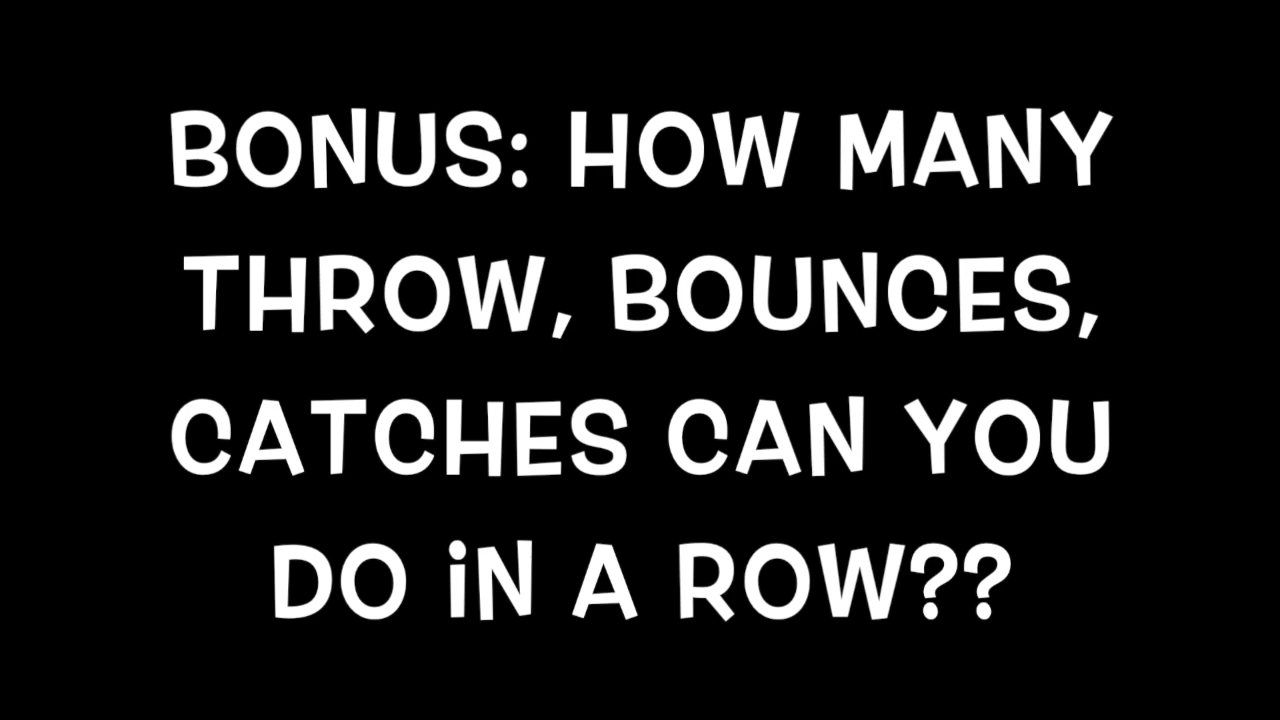 BONUS: HOW MANY
THROW, BOUNCES,
CATCHES CAN YOU
DO iN A ROW??